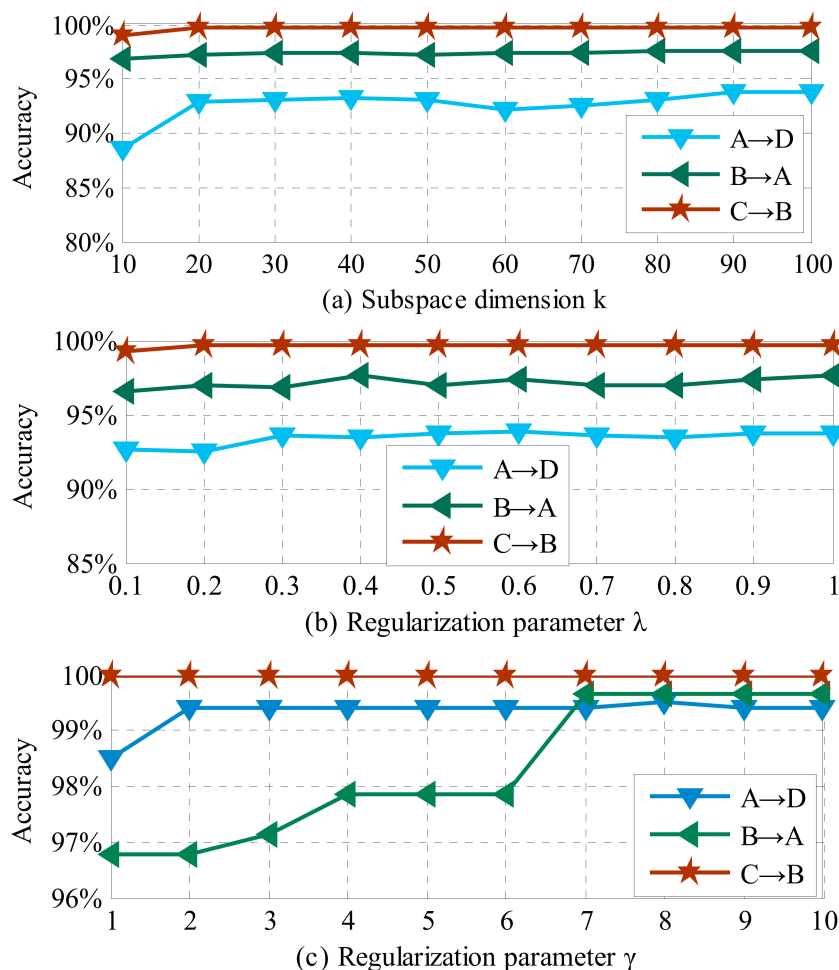 100%
95%
90%
85%
80%
Accuracy
A→D
B→A
C→B
10 20 30 40 50 60 70 80 90 100
(a) Subspace dimension k
100%
95%
90%
85%
Accuracy
A→D
B→A
C→B
0.1 0.2 0.3 0.4 0.5 0.6 0.7 0.8 0.9 1
(b) Regularization parameter λ
100
99%
98%
97%
96%
Accuracy
A→D
B→A
C→B
1 2 3 4 5 6 7 8 9 10
(c) Regularization parameter γ